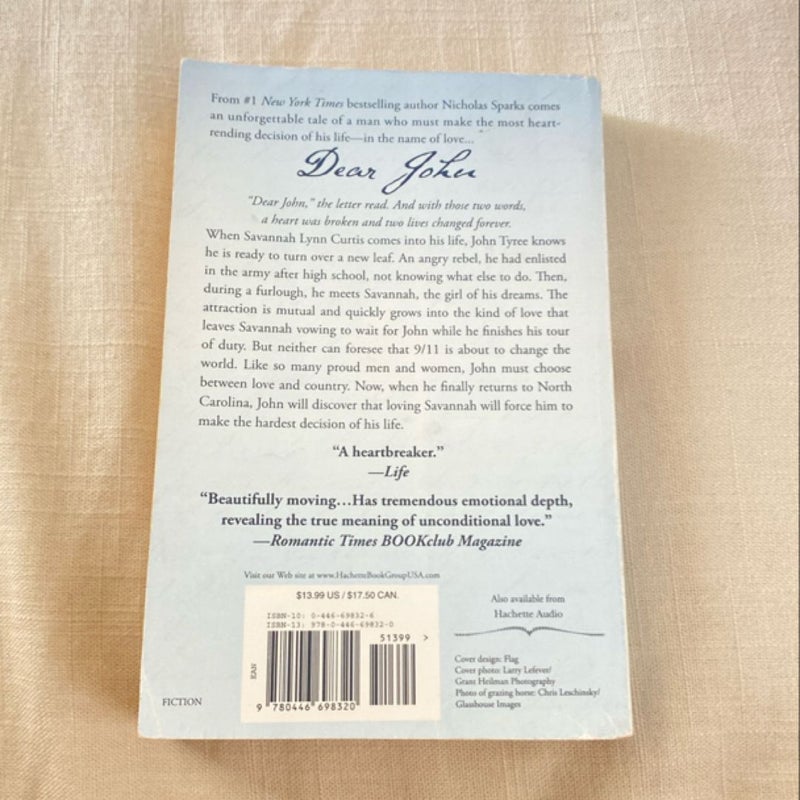 From #1 New York Times bestselling author Nicholas Sparks comes
an unforgettable tale of a man who must make the most heart-
rending decision of his life—in the name of love...
Dear John
"Dear John," the letter read. And with those two words,
a heart was broken and two lives changed forever.
When Savannah Lynn Curtis comes into his life, John Tyree knows
he is ready to turn over a new leaf. An angry rebel, he had enlisted
in the army after high school, not knowing what else to do. Then,
during a furlough, he meets Savannah, the girl of his dreams. The
attraction is mutual and quickly grows into the kind of love that
leaves Savannah vowing to wait for John while he finishes his tour
of duty. But neither can foresee that 9/11 is about to change the
world. Like so many proud men and women, John must choose
between love and country. Now, when he finally returns to North
Carolina, John will discover that loving Savannah will force him to
make the hardest decision of his life.
"A heartbreaker."
—Life
"Beautifully moving...Has tremendous emotional depth,
revealing the true meaning of unconditional love."
—Romantic Times BOOKclub Magazine
Visit our Web site at www.HachetteBookGroupUSA.com
$13.99 US / $17.50 CAN.
ISBN-10: 0-446-69832-6
ISBN-13: 978-0-446-69832-0
51399 >
EAN
9 780446 698320
FICTION
Also available from
Hachette Audio
Cover design: Flag
Cover photo: Larry Lefever/
Grant Heilman Photography
Photo of grazing horse: Chris Leschinsky/
Glasshouse Images